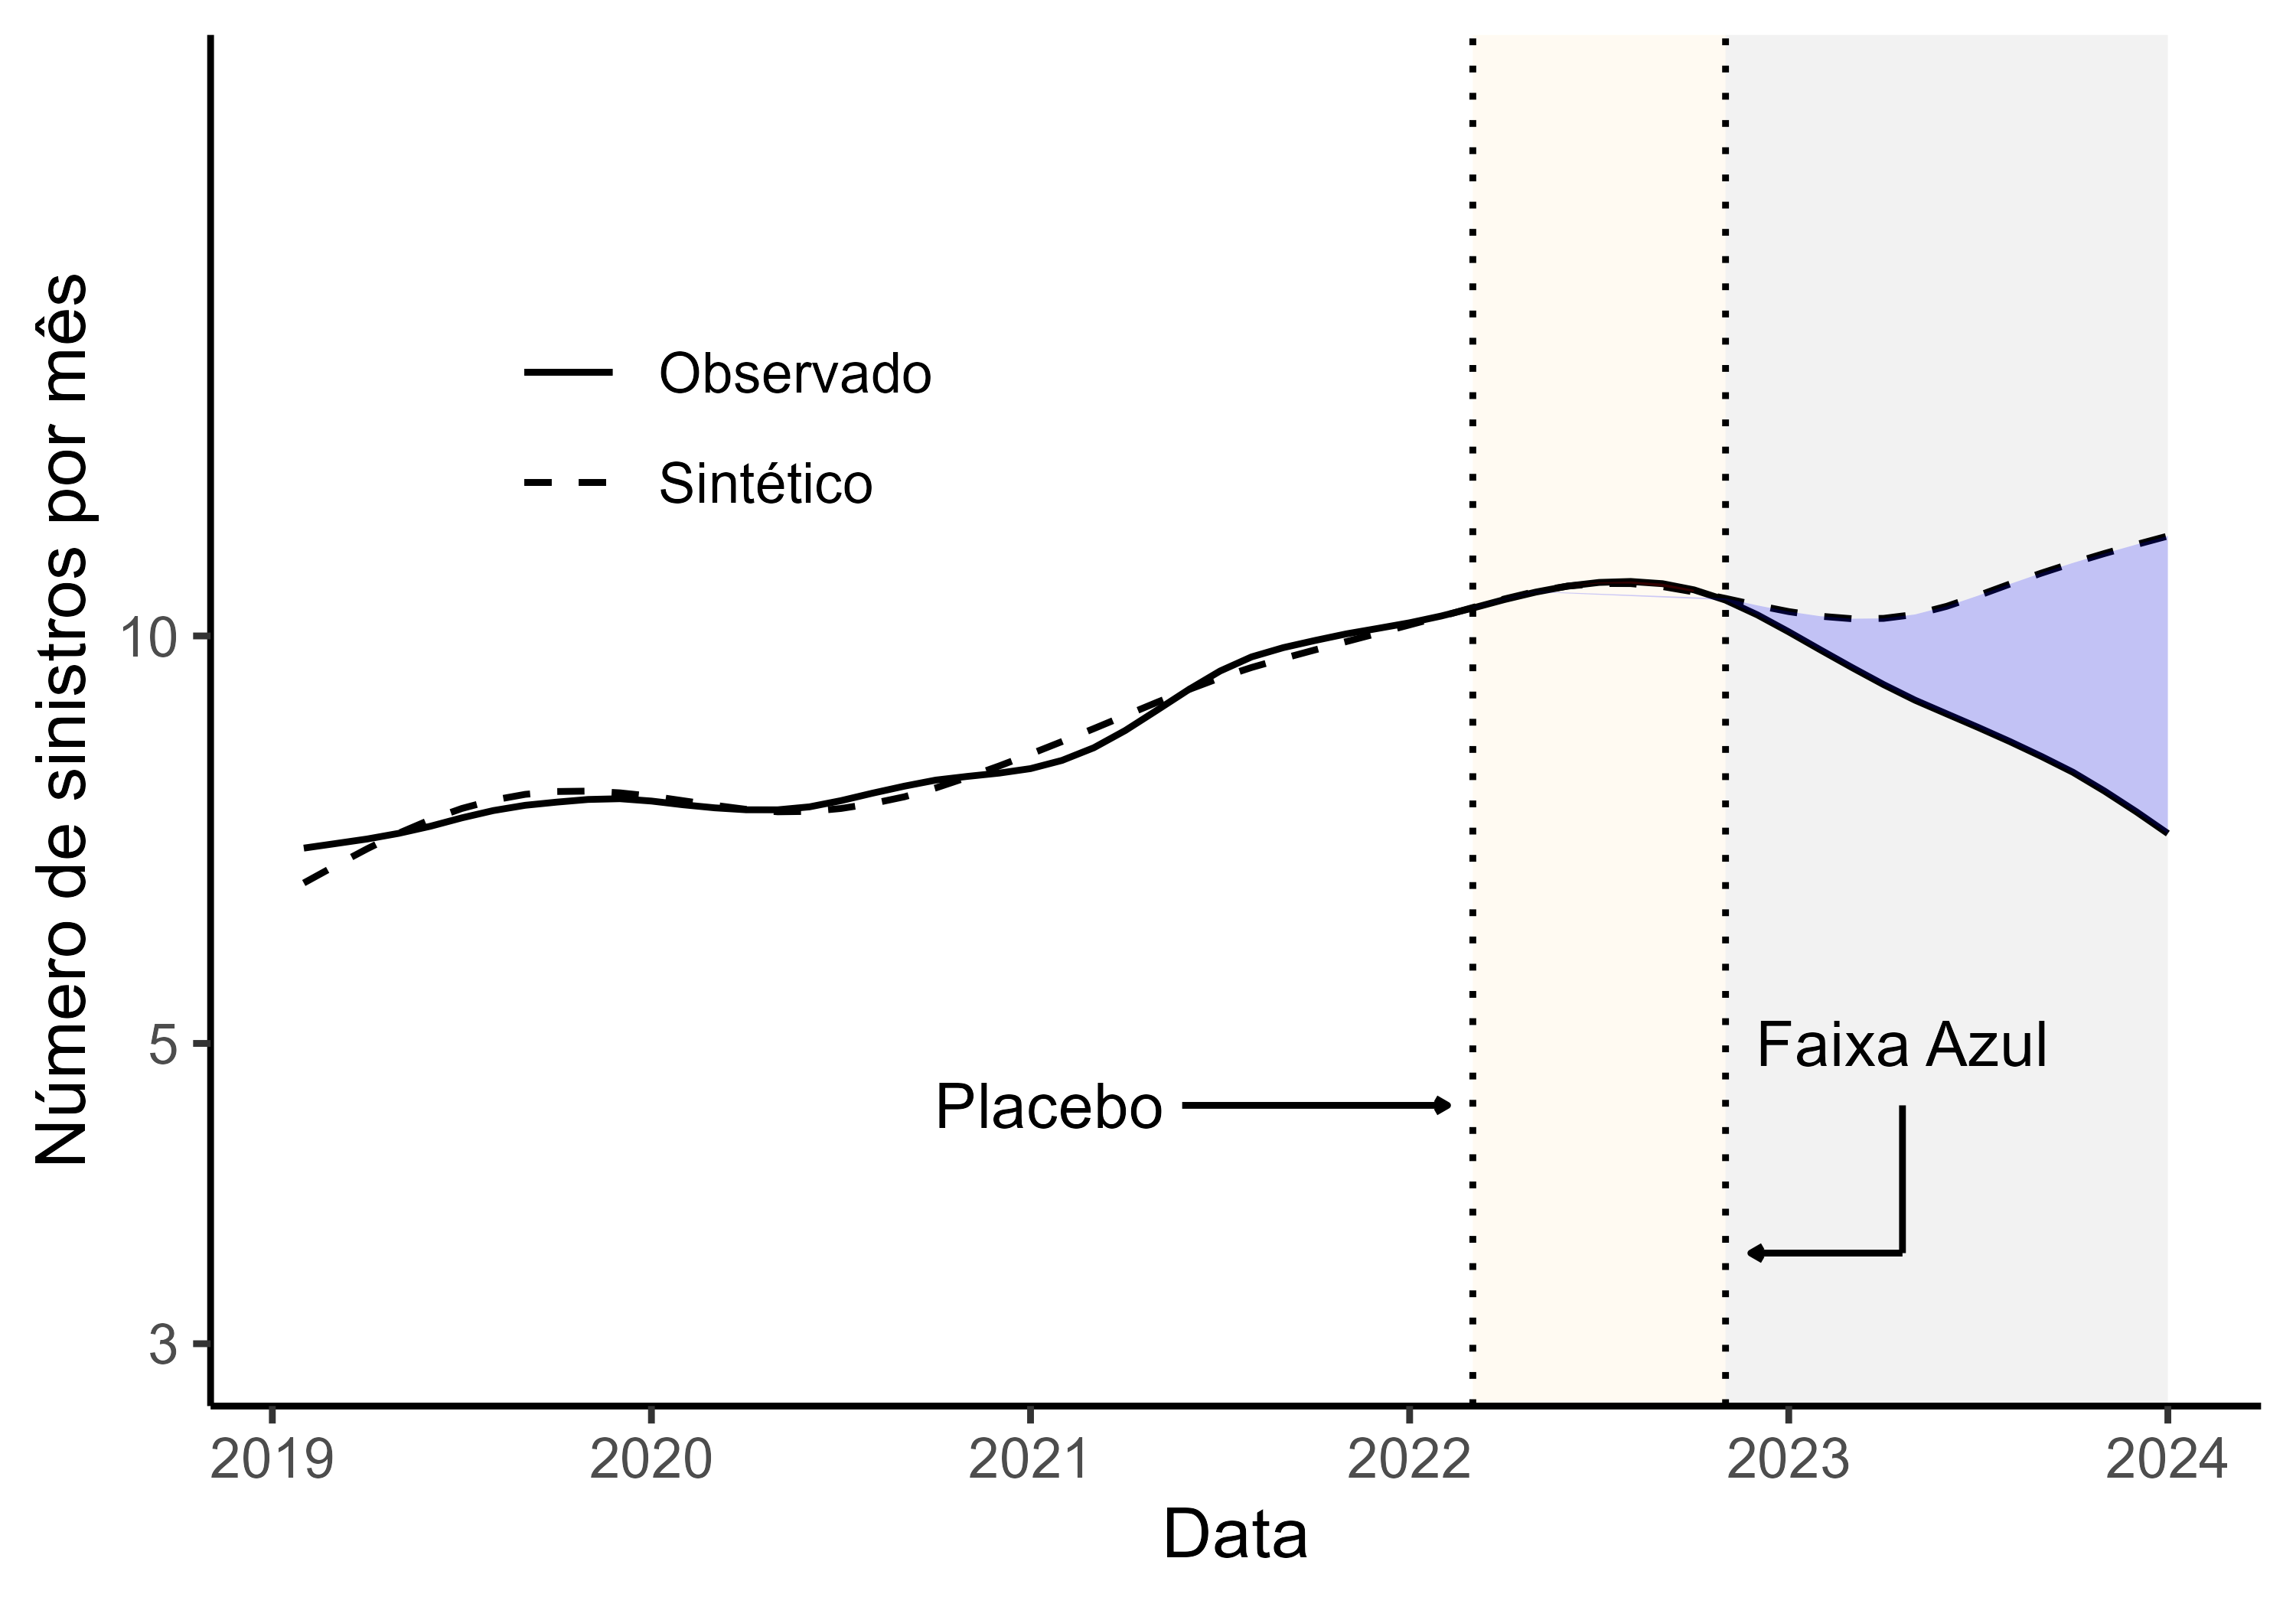 Número de sinistros por mês
Observado
Sintético
10
5
3
Faixa Azul
Placebo
2019
2020
2021
2022
2023
2024
Data